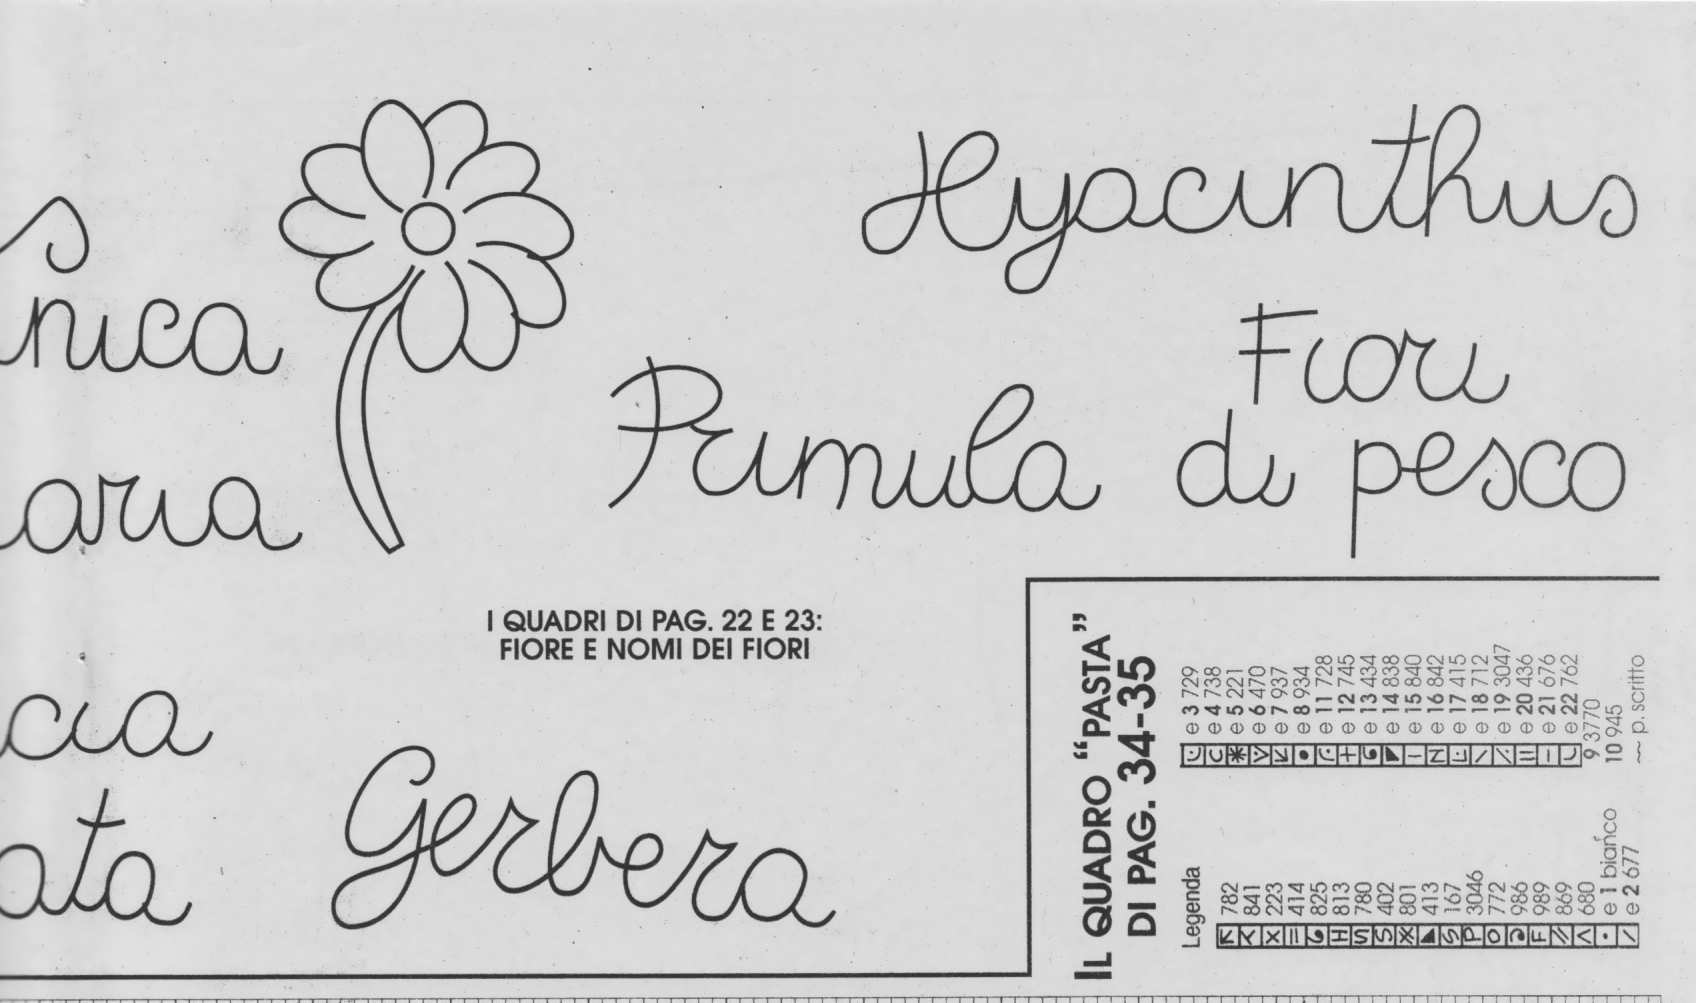 s
Hyacinthus
nica
Fiori
Primula
di pesco
aria
I QUADRI DI PAG. 22 E 23:
FIORE E NOMI DEI FIORI
cia
Gerbera
ata
IL QUADRO "PASTA"
DI PAG. 34-35
Legenda
782
841
223
414
825
813
780
402
801
413
167
3046
772
986
989
869
680
e 1 bianco
e 2 677
e 3 729
e 4 738
e 5 221
e 6 470
e 7 937
e 8 934
e 11 728
e 12 745
e 13 434
e 14 838
e 15 840
e 16 842
e 17 415
e 18 712
e 19 3047
e 20 436
e 21 676
e 22 762
9 3770
10 945
~ p. scritto